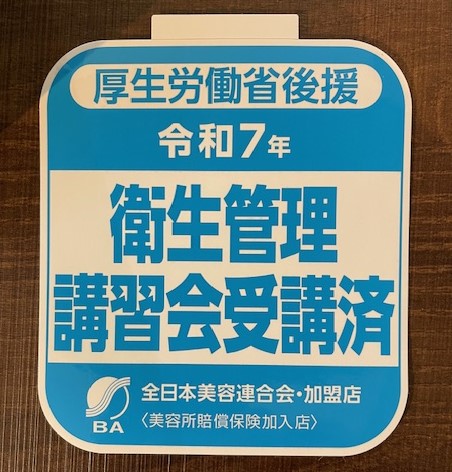 厚生労働省後援
令和7年
衛生管理
講習会受講済
BA
全日本美容連合会・加盟店
〈美容所賠償保険加入店〉